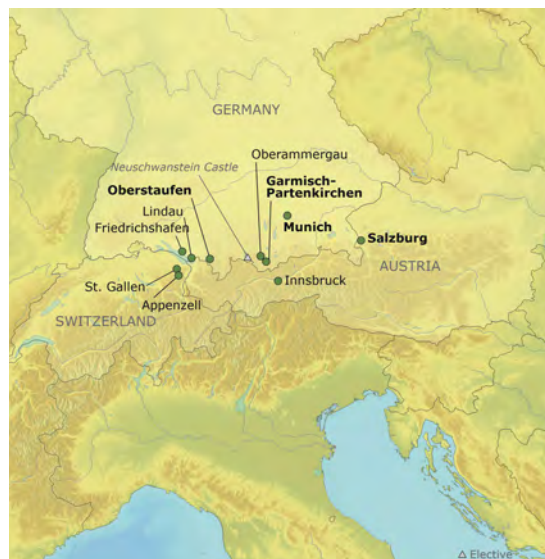 GERMANY
Oberammergau
Neuschwanstein Castle
Garmisch-
Partenkirchen
Oberstaufen
Lindau
Friedrichshafen
Munich
Salzburg
AUSTRIA
St. Gallen
Innsbruck
Appenzell
SWITZERLAND
△ Elective